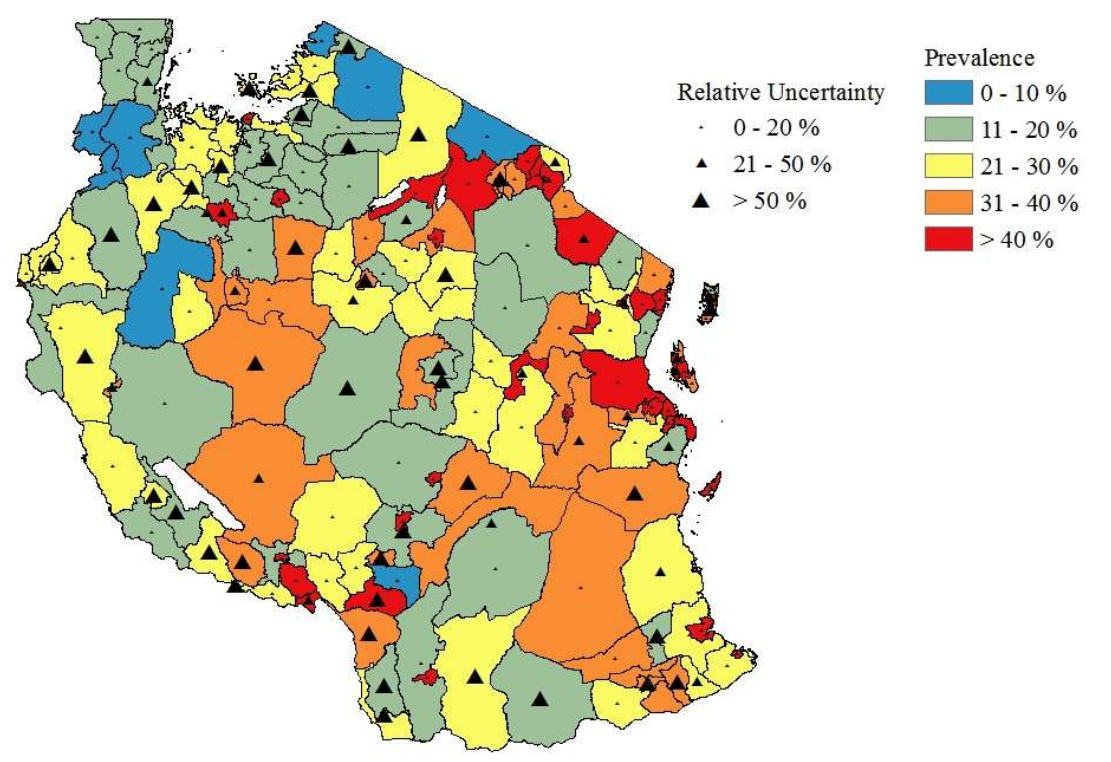 Relative Uncertainty
0 - 20 %
21 - 50 %
> 50 %
Prevalence
0 - 10 %
11 - 20 %
21 - 30 %
31 - 40 %
> 40 %